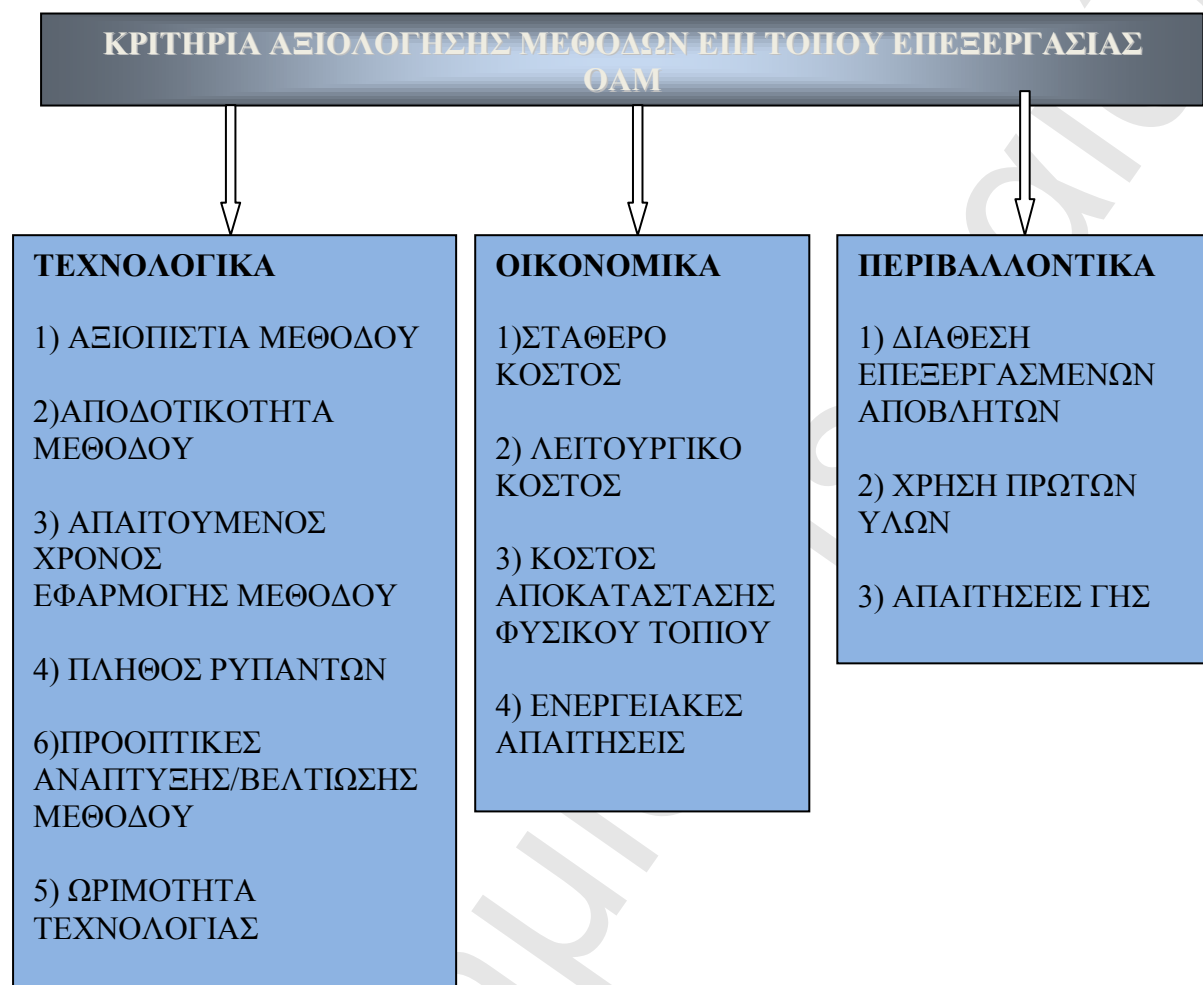 ΚΡΙΤΗΡΙΑ ΑΞΙΟΛΟΓΗΣΗΣ ΜΕΘΟΔΩΝ ΕΠΙ ΤΟΠΟΥ ΕΠΕΞΕΡΓΑΣΙΑΣ
ΟΑΜ
ΤΕΧΝΟΛΟΓΙΚΑ
1) ΑΞΙΟΠΙΣΤΙΑ ΜΕΘΟΔΟΥ
2)ΑΠΟΔΟΤΙΚΟΤΗΤΑ
ΜΕΘΟΔΟΥ
3) ΑΠΑΙΤΟΥΜΕΝΟΣ
ΧΡΟΝΟΣ
ΕΦΑΡΜΟΓΗΣ ΜΕΘΟΔΟΥ
4) ΠΛΗΘΟΣ ΡΥΠΑΝΤΩΝ
6)ΠΡΟΟΠΤΙΚΕΣ
ΑΝΑΠΤΥΞΗΣ/ΒΕΛΤΙΩΣΗΣ
ΜΕΘΟΔΟΥ
5) ΩΡΙΜΟΤΗΤΑ
ΤΕΧΝΟΛΟΓΙΑΣ
ΟΙΚΟΝΟΜΙΚΑ
1)ΣΤΑΘΕΡΟ
ΚΟΣΤΟΣ
2) ΛΕΙΤΟΥΡΓΙΚΟ
ΚΟΣΤΟΣ
3) ΚΟΣΤΟΣ
ΑΠΟΚΑΤΑΣΤΑΣΗΣ
ΦΥΣΙΚΟΥ ΤΟΠΙΟΥ
4) ΕΝΕΡΓΕΙΑΚΕΣ
ΑΠΑΙΤΗΣΕΙΣ
ΠΕΡΙΒΑΛΛΟΝΤΙΚΑ
1) ΔΙΑΘΕΣΗ
ΕΠΕΞΕΡΓΑΣΜΕΝΩΝ
ΑΠΟΒΛΗΤΩΝ
2) ΧΡΗΣΗ ΠΡΩΤΩΝ
ΥΛΩΝ
3) ΑΠΑΙΤΗΣΕΙΣ ΓΗΣ